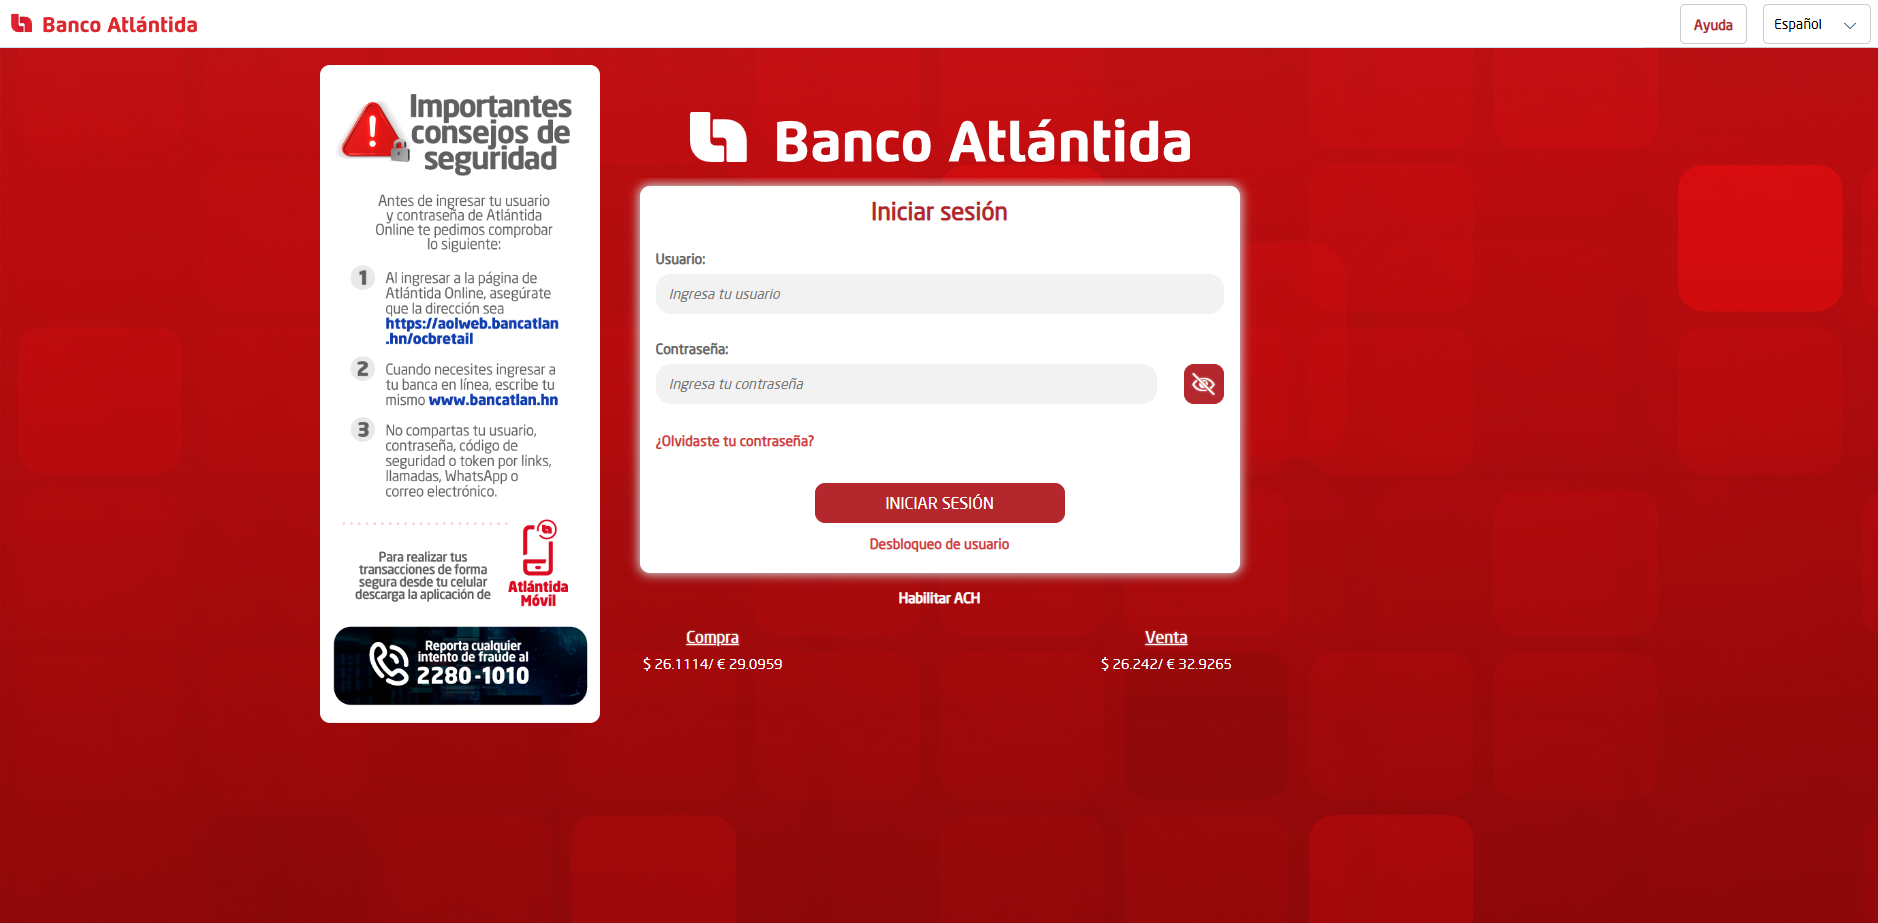 Banco Atlántida
Ayuda
Español
Importantes
consejos de
seguridad
Antes de ingresar tu usuario
y contraseña de Atlántida
Online te pedimos comprobar
lo siguiente:
1 Al ingresar a la página de
Atlántida Online, asegúrate
que la dirección sea
https://aolweb.bancatlan
.hn/ocbretail
2 Cuando necesites ingresar a
tu banca en línea, escribe tu
mismo www.bancatlan.hn
3 No compartas tu usuario,
contraseña, código de
seguridad o token por links,
llamadas, WhatsApp o
correo electrónico.
Para realizar tus
transacciones de forma
segura desde tu celular
descarga la aplicación de
Atlántida
Móvil
Reporta cualquier
intento de fraude al
2280-1010
Banco Atlántida
Iniciar sesión
Usuario:
Ingresa tu usuario
Contraseña:
Ingresa tu contraseña
¿Olvidaste tu contraseña?
INICIAR SESIÓN
Desbloqueo de usuario
Habilitar ACH
Compra
$ 26.1114/ € 29.0959
Venta
$ 26.242/ € 32.9265